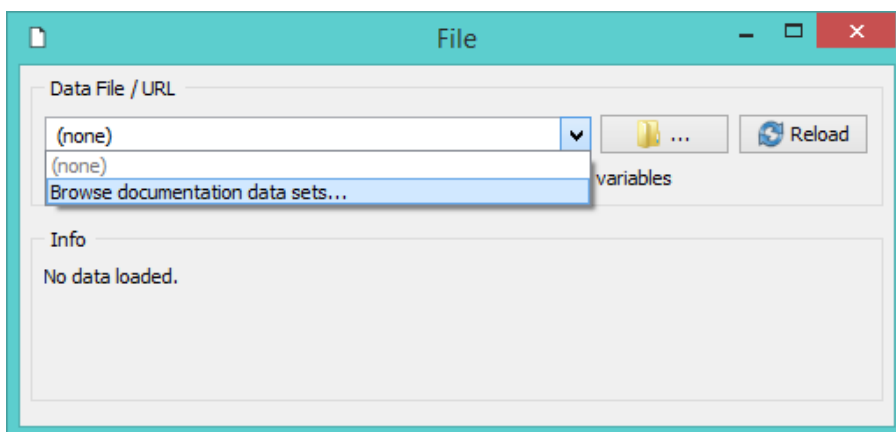 File
Data File / URL
(none)
... Reload
(none)
Browse documentation data sets...
variables
Info
No data loaded.